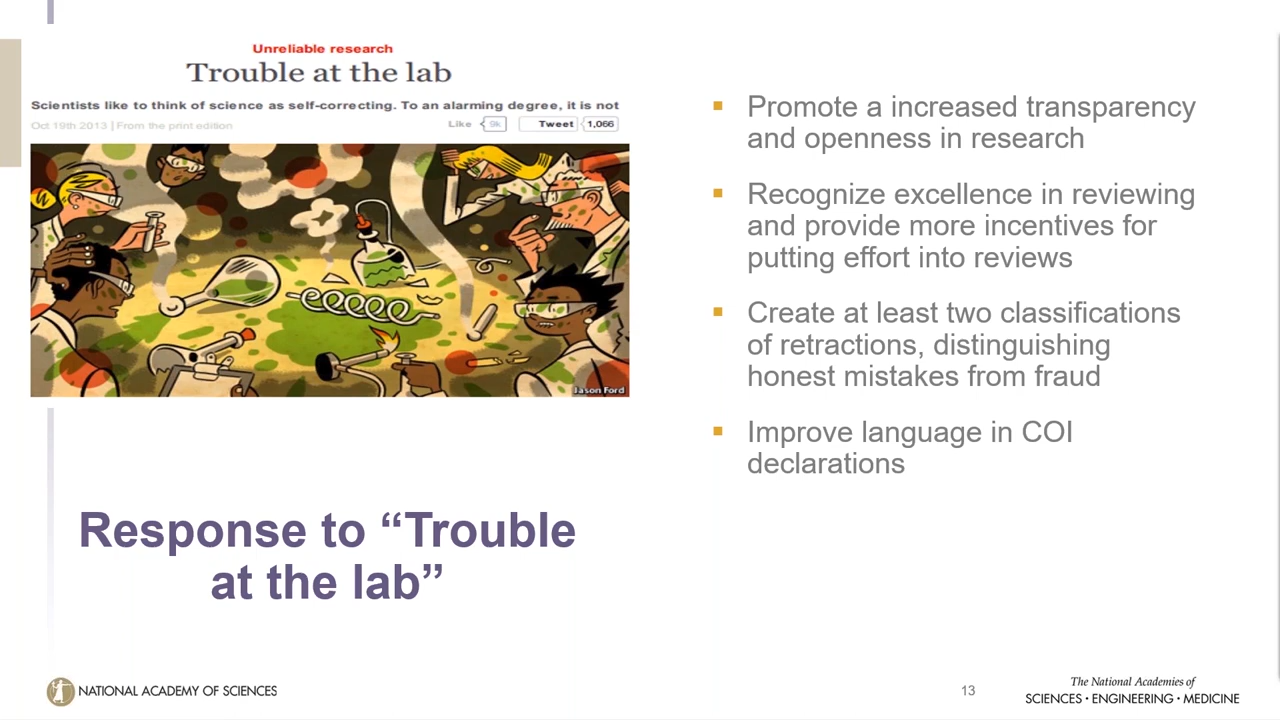 Unreliable research
Trouble at the lab
Scientists like to think of science as self-correcting. To an alarming degree, it is not
Oct 19th 2013 | From the print edition
Like 9k Tweet 1,066
Jason Ford
Response to “Trouble
at the lab”
▪ Promote a increased transparency
and openness in research
▪ Recognize excellence in reviewing
and provide more incentives for
putting effort into reviews
▪ Create at least two classifications
of retractions, distinguishing
honest mistakes from fraud
▪ Improve language in COI
declarations
NATIONAL ACADEMY OF SCIENCES
13
The National Academies of
SCIENCES • ENGINEERING • MEDICINE